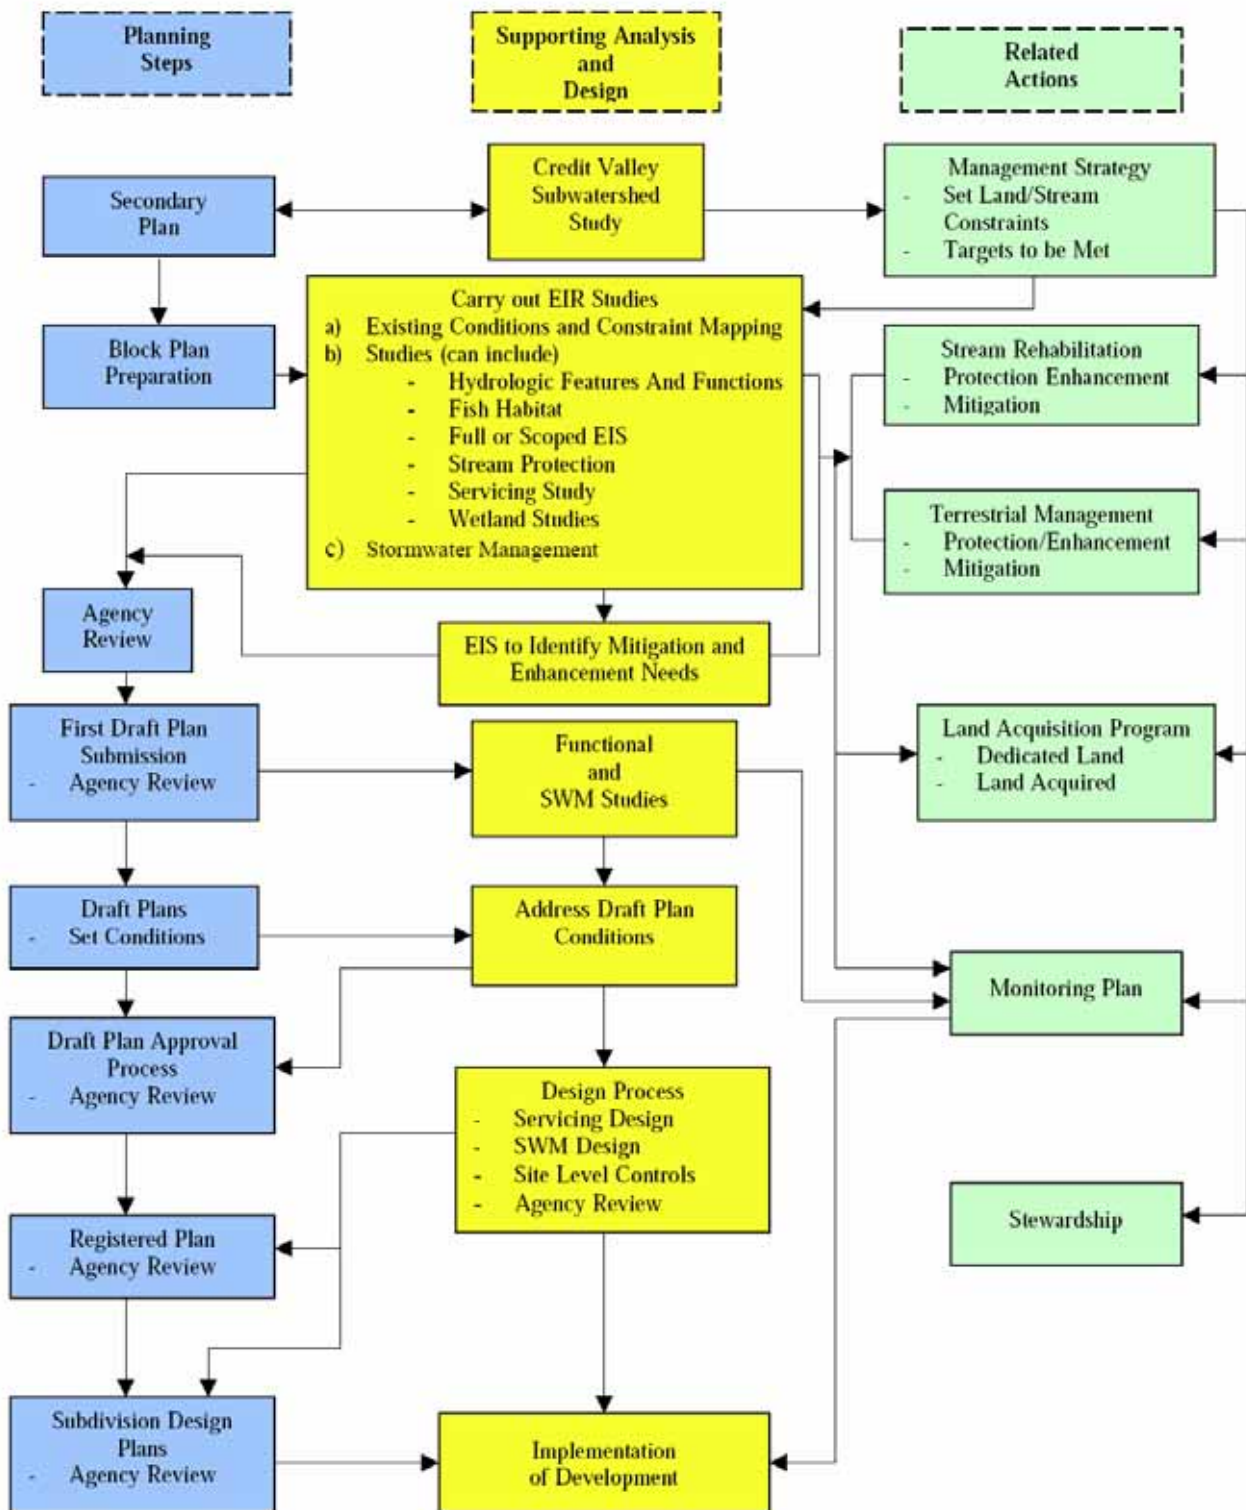 Planning
Steps
Supporting Analysis
and
Design
Related
Actions
Secondary
Plan
Credit Valley
Subwatershed
Study
Management Strategy
- Set Land/Stream
Constraints
- Targets to be Met
Block Plan
Preparation
Carry out EIR Studies
a) Existing Conditions and Constraint Mapping
b) Studies (can include)
- Hydrologic Features And Functions
- Fish Habitat
- Full or Scoped EIS
- Stream Protection
- Servicing Study
- Wetland Studies
c) Stormwater Management
Stream Rehabilitation
- Protection Enhancement
- Mitigation
Terrestrial Management
- Protection/Enhancement
- Mitigation
Agency
Review
EIS to Identify Mitigation and
Enhancement Needs
First Draft Plan
Submission
- Agency Review
Functional
and
SWM Studies
Land Acquisition Program
- Dedicated Land
- Land Acquired
Draft Plans
- Set Conditions
Address Draft Plan
Conditions
Monitoring Plan
Draft Plan Approval
Process
- Agency Review
Design Process
- Servicing Design
- SWM Design
- Site Level Controls
- Agency Review
Stewardship
Registered Plan
- Agency Review
Subdivision Design
Plans
- Agency Review
Implementation
of Development